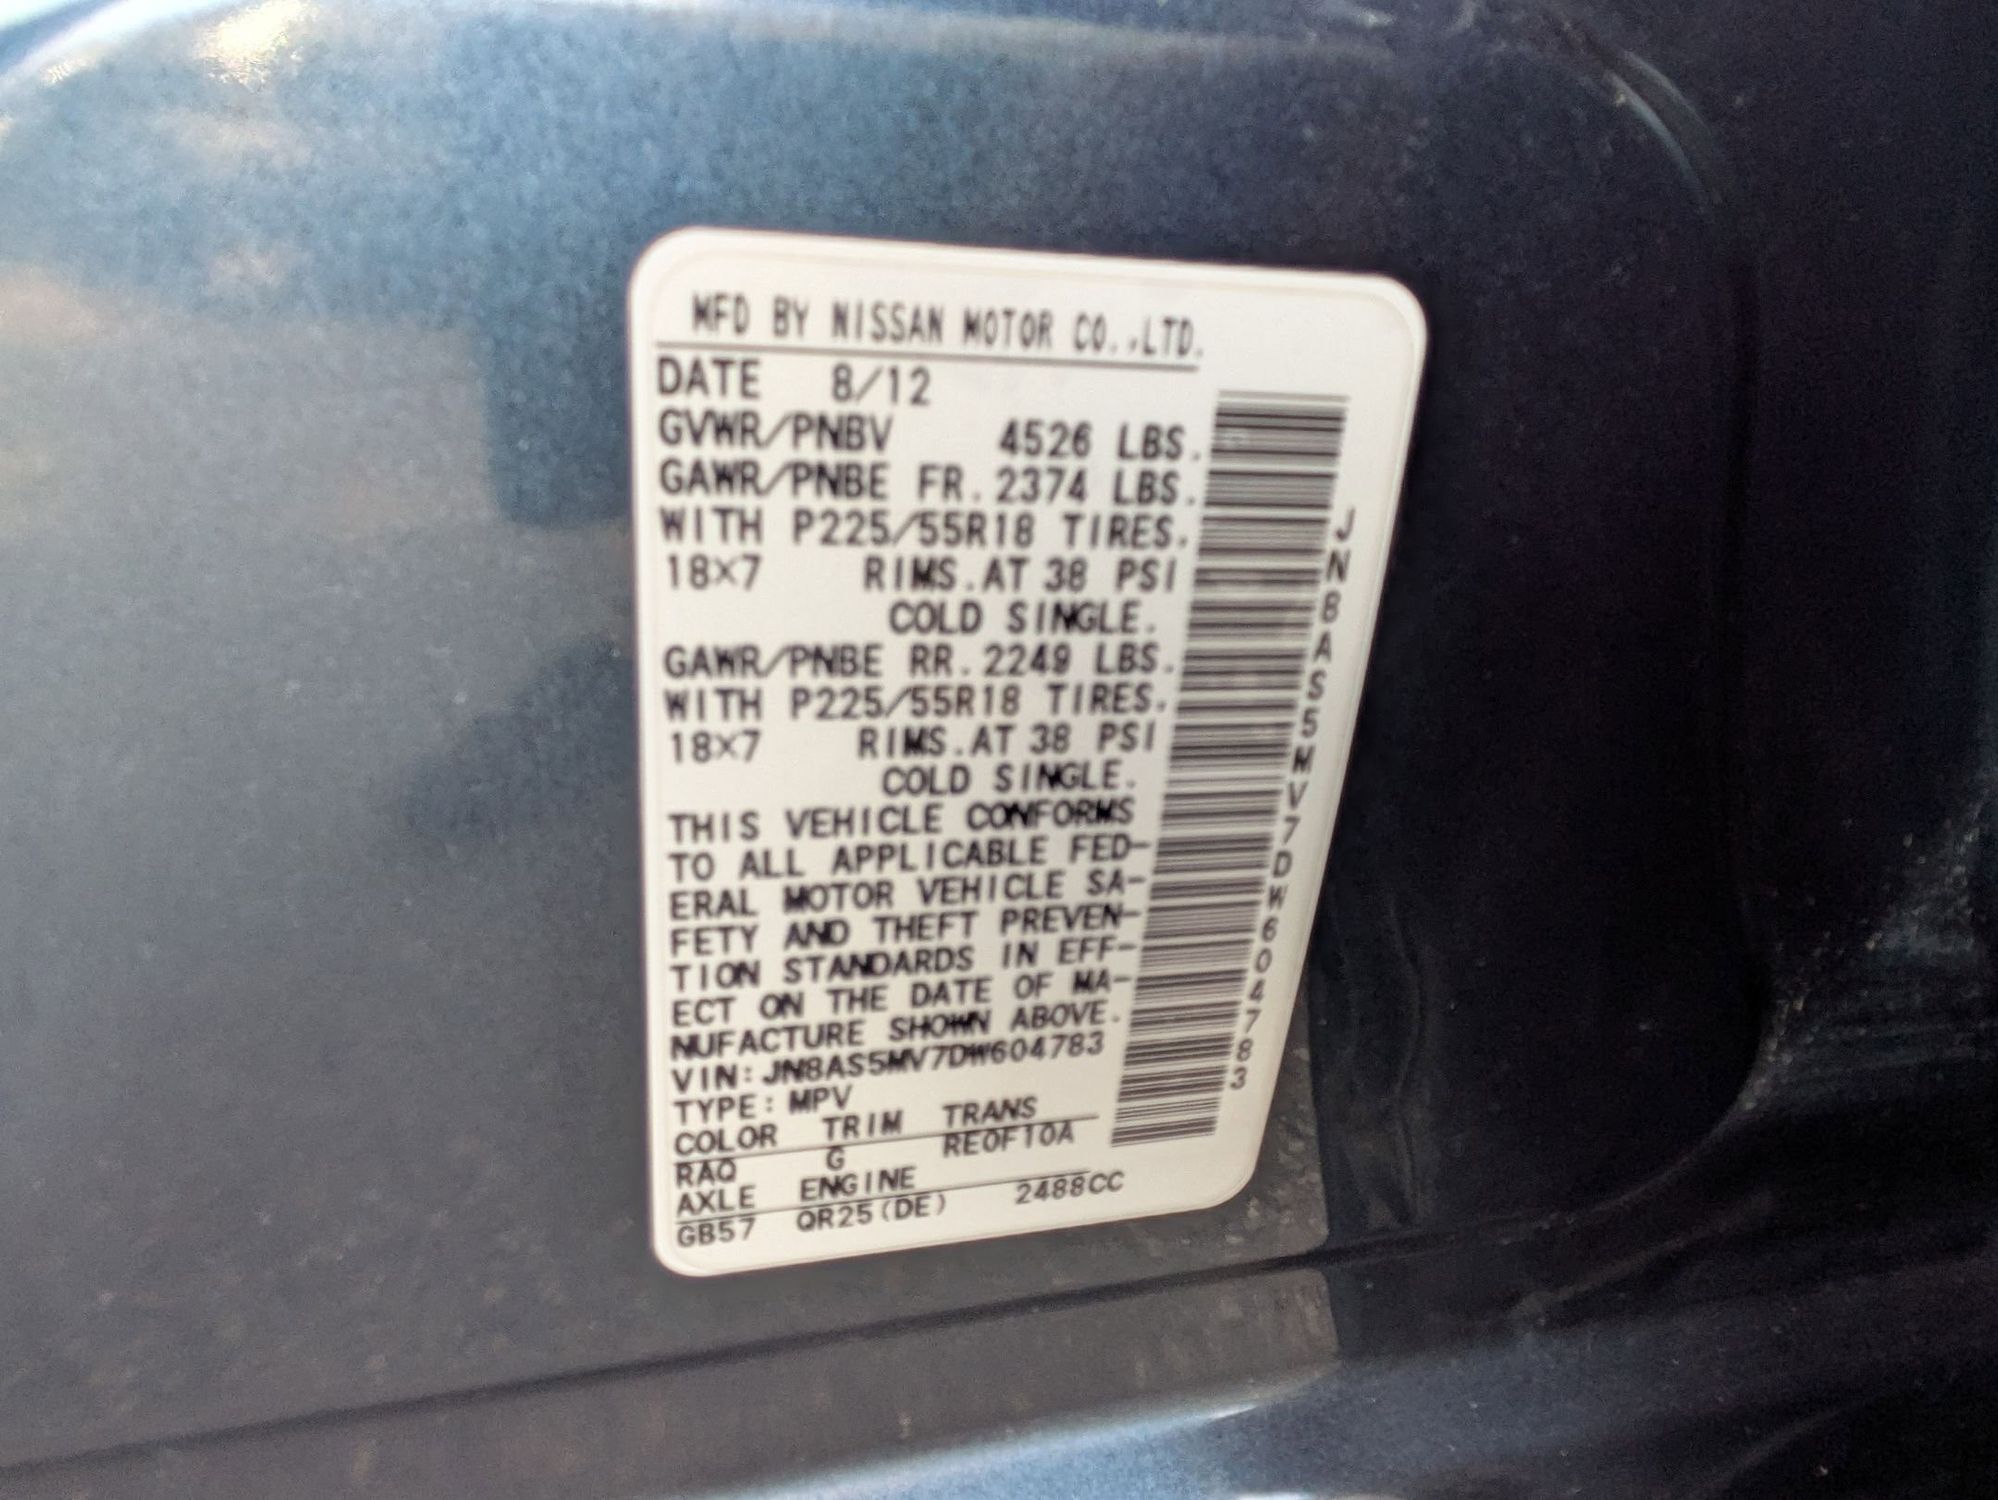 MFD BY NISSAN MOTOR CO.,LTD.
DATE 8/12
GVWR/PNBV 4526 LBS.
GAWR/PNBE FR. 2374 LBS.
WITH P225/55R18 TIRES.
18×7 RIMS. AT 38 PSI
COLD SINGLE.
GAWR/PNBE RR. 2249 LBS.
WITH P225/55R18 TIRES.
18×7 RIMS. AT 38 PSI
COLD SINGLE.
THIS VEHICLE CONFORMS
TO ALL APPLICABLE FED-
ERAL MOTOR VEHICLE SA-
FETY AND THEFT PREVEN-
TION STANDARDS IN EFF-
ECT ON THE DATE OF MA-
NUFACTURE SHOWN ABOVE.
VIN: JN8AS5MV7DW604783
TYPE: MPV
COLOR TRIM TRANS
RAQ G RE0F10A
AXLE ENGINE
GB57 QR25(DE) 2488CC
JN8AS5MV7DW604783